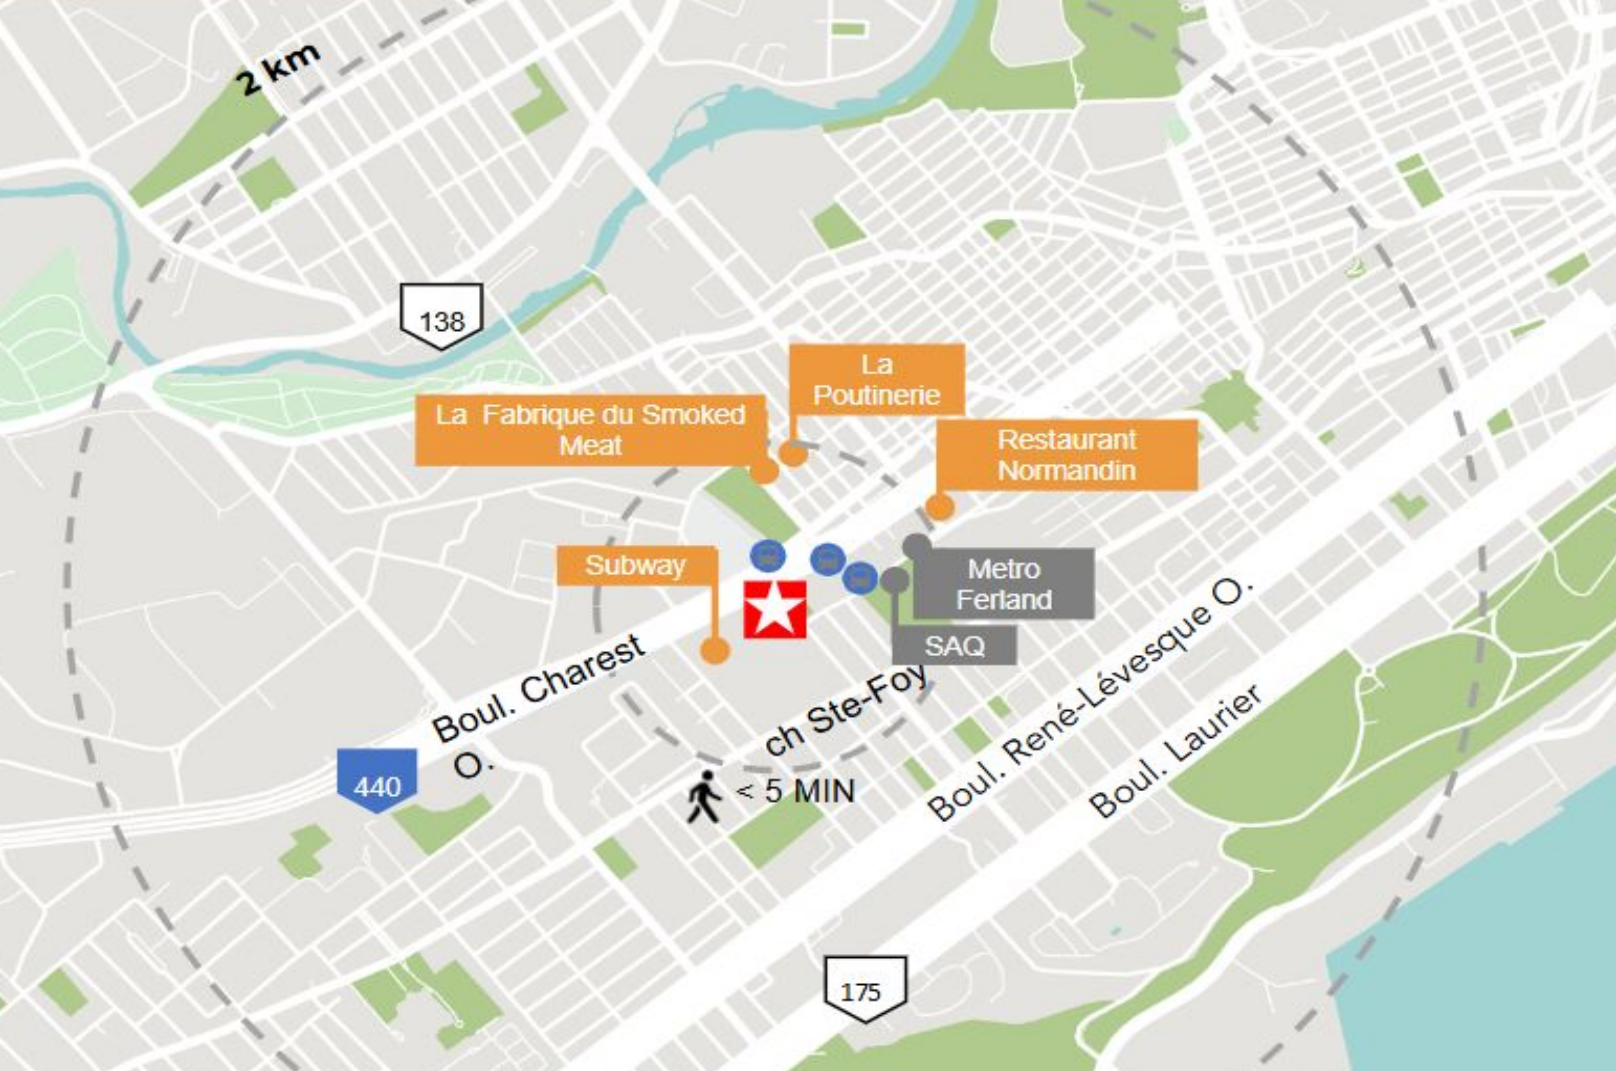 2 km
138
La
Poutinerie
La  Fabrique du Smoked
Meat
Restaurant
Normandin
Subway
Metro
Ferland
SAQ
Boul. Charest
O.
ch Ste-Foy
Boul. René-Lévesque O.
Boul. Laurier
440
< 5 MIN
175